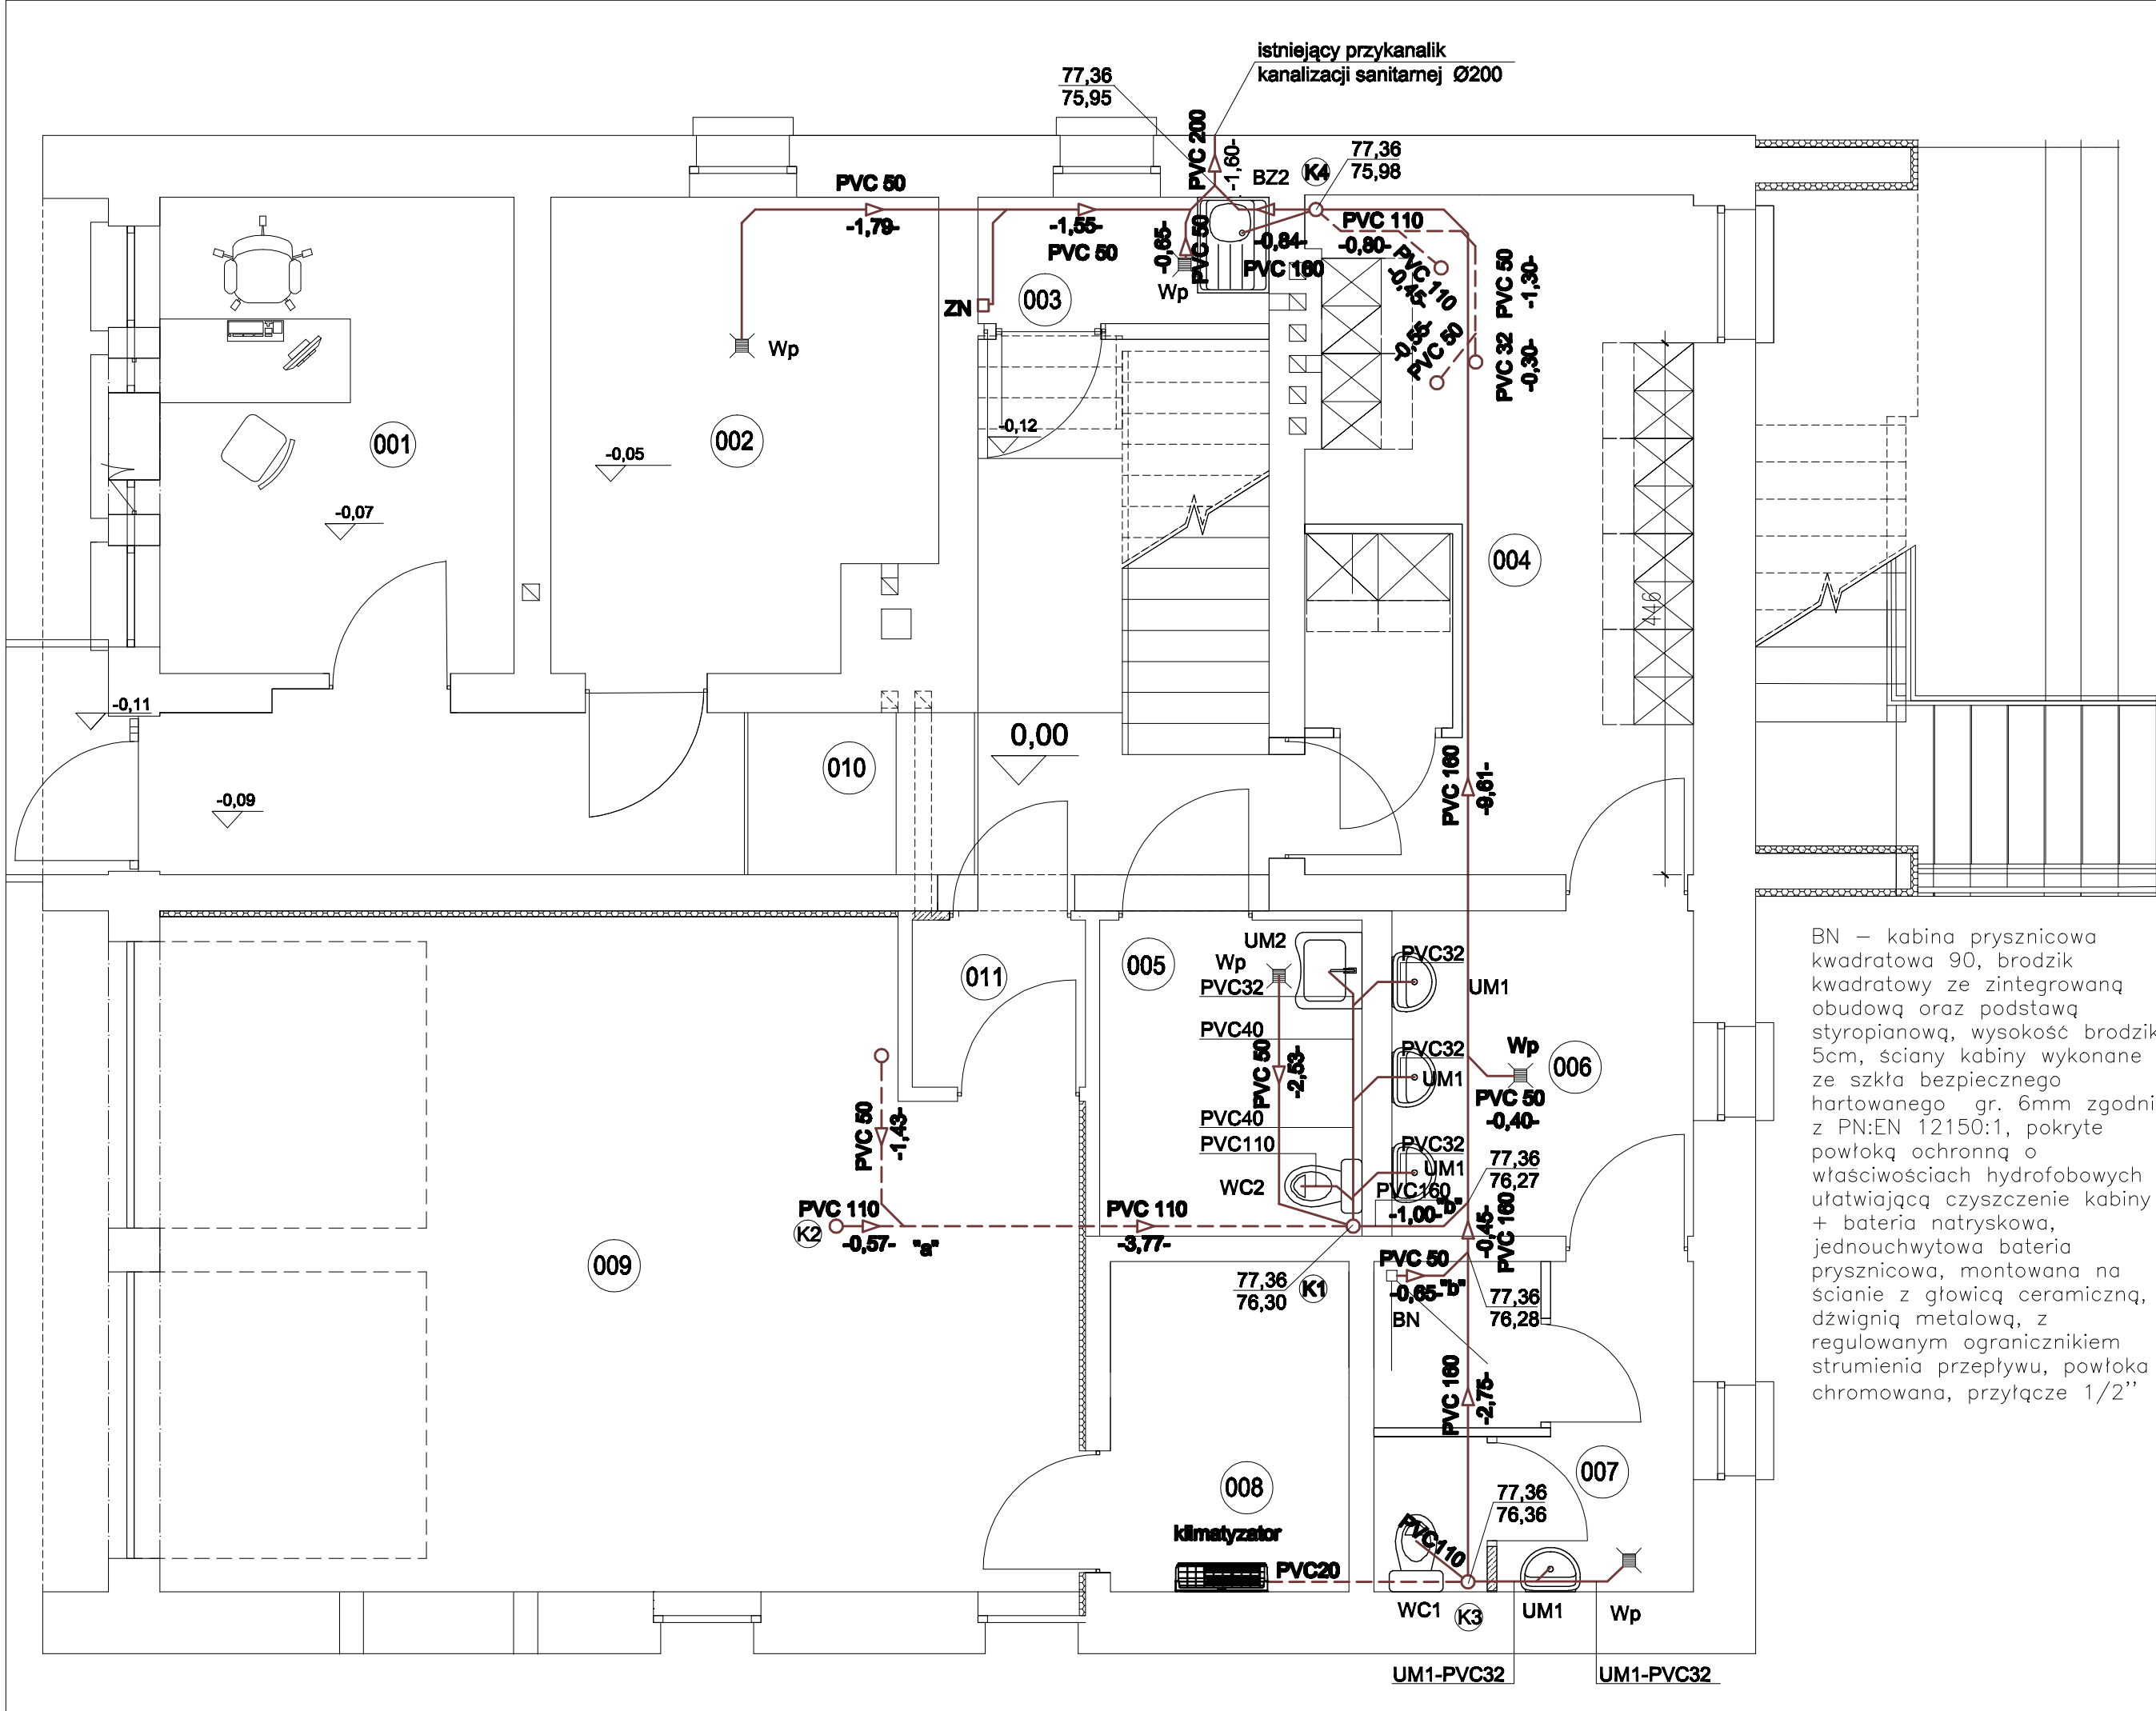 istniejący przykanalik
kanalizacji sanitarnej Ø200
77,36
75,95
PVC 200
-1,60-
BZ2
K4
77,36
75,98
PVC 50
-1,79-
-1,55-
PVC 50
-0,65-
PVC 50
Wp
-0,84-
PVC 160
PVC 110
-0,80-
PVC 110
-0,45-
-0,55-
PVC 50
PVC 50
-1,30-
PVC 32
-0,30-
ZN
003
Wp
001
002
-0,12
-0,05
-0,07
004
446
-0,11
0,00
010
-0,09
PVC 160
-9,61-
UM2
Wp
005
011
PVC32
PVC32
UM1
PVC40
PVC 50
-2,53-
PVC32
UM1
Wp
006
PVC 50
-0,40-
PVC40
PVC110
PVC32
UM1
WC2
PVC160
-1,00-
"b"
77,36
76,27
PVC 50
-1,43-
PVC 110
K2
-0,57-
"a"
PVC 110
-3,77-
009
-0,45-
PVC 160
77,36
76,30
K1
PVC 50
-0,65-
"b"
BN
77,36
76,28
PVC 160
-2,75-
007
008
77,36
76,36
klimatyzator
PVC20
PVC110
WC1
K3
UM1
Wp
UM1-PVC32
UM1-PVC32
BN – kabina prysznicowa
kwadratowa 90, brodzik
kwadratowy ze zintegrowaną
obudową oraz podstawą
styropianową, wysokość brodzik
5cm, ściany kabiny wykonane
ze szkła bezpiecznego
hartowanego gr. 6mm zgodni
z PN:EN 12150:1, pokryte
powłoką ochronną o
właściwościach hydrofobowych
ułatwiającą czyszczenie kabiny
+ bateria natryskowa,
jednouchwytowa bateria
prysznicowa, montowana na
ścianie z głowicą ceramiczną,
dźwignią metalową, z
regulowanym ogranicznikiem
strumienia przepływu, powłoka
chromowana, przyłącze 1/2''